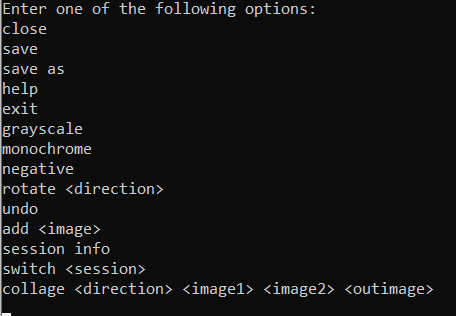 Enter one of the following options:
close
save
save as
help
exit
grayscale
monochrome
negative
rotate <direction>
undo
add <image>
session info
switch <session>
collage <direction> <image1> <image2> <outimage>